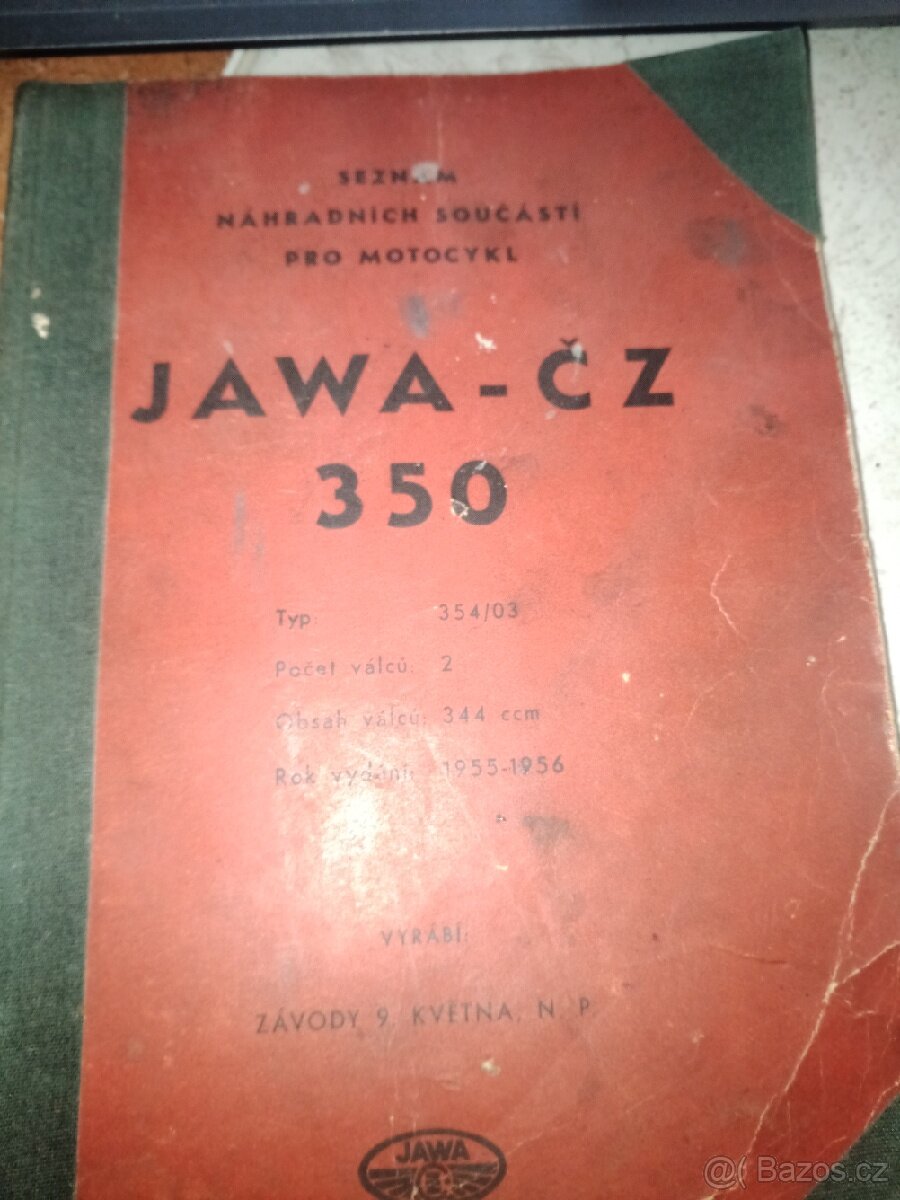 SEZNAM
NÁHRADNÍCH SOUČÁSTÍ
PRO MOTOCYKL
JAWA-ČZ
350
Typ: 354/03
Počet válců: 2
Obsah válců: 344 ccm
Rok vydání: 1955-1956
VYRÁBÍ:
ZÁVODY 9. KVĚTNA, N. P.
JAWA
ČZ
@( Bazos.cz